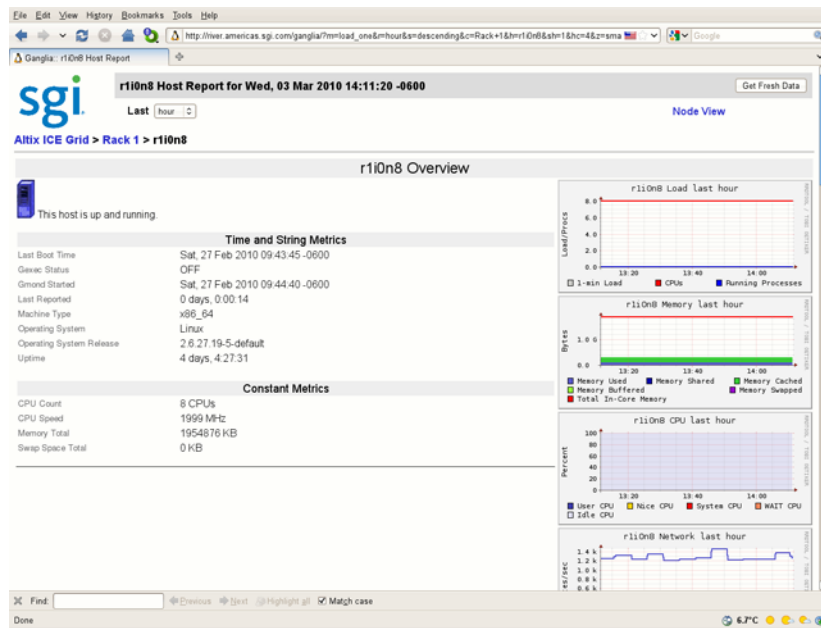 File Edit View History Bookmarks Tools Help
http://river.americas.sgi.com/ganglia/?m=load_one&r=hour&s=descending&c=Rack+1&h=r1i0n8&sh=1&hc=4&z=sma
Google
Ganglia:: r1i0n8 Host Report
sgi
r1i0n8 Host Report for Wed, 03 Mar 2010 14:11:20 -0600
Get Fresh Data
Last hour
Node View
Altix ICE Grid > Rack 1 > r1i0n8
r1i0n8 Overview
This host is up and running.
Time and String Metrics
Last Boot Time Sat, 27 Feb 2010 09:43:45 -0600
Gexec Status OFF
Gmond Started Sat, 27 Feb 2010 09:44:40 -0600
Last Reported 0 days, 0:00:14
Machine Type x86_64
Operating System Linux
Operating System Release 2.6.27.19-5-default
Uptime 4 days, 4:27:31
Constant Metrics
CPU Count 8 CPUs
CPU Speed 1999 MHz
Memory Total 1954876 KB
Swap Space Total 0 KB
r1i0n8 Load last hour
Load/Procs
8.0
6.0
4.0
2.0
0.0
13:20 13:40 14:00
1-min Load CPUs Running Processes
r1i0n8 Memory last hour
Bytes
1.0 G
0.0
13:20 13:40 14:00
Memory Used Memory Shared Memory Cached
Memory Buffered Memory Swapped
Total In-Core Memory
r1i0n8 CPU last hour
Percent
100
80
60
40
20
0
13:20 13:40 14:00
User CPU Nice CPU System CPU WAIT CPU
Idle CPU
r1i0n8 Network last hour
1.4 k
1.2 k
1.0 k
0.8 k
0.6 k
Find: Previous Next Highlight all Match case
Done
6.7°C